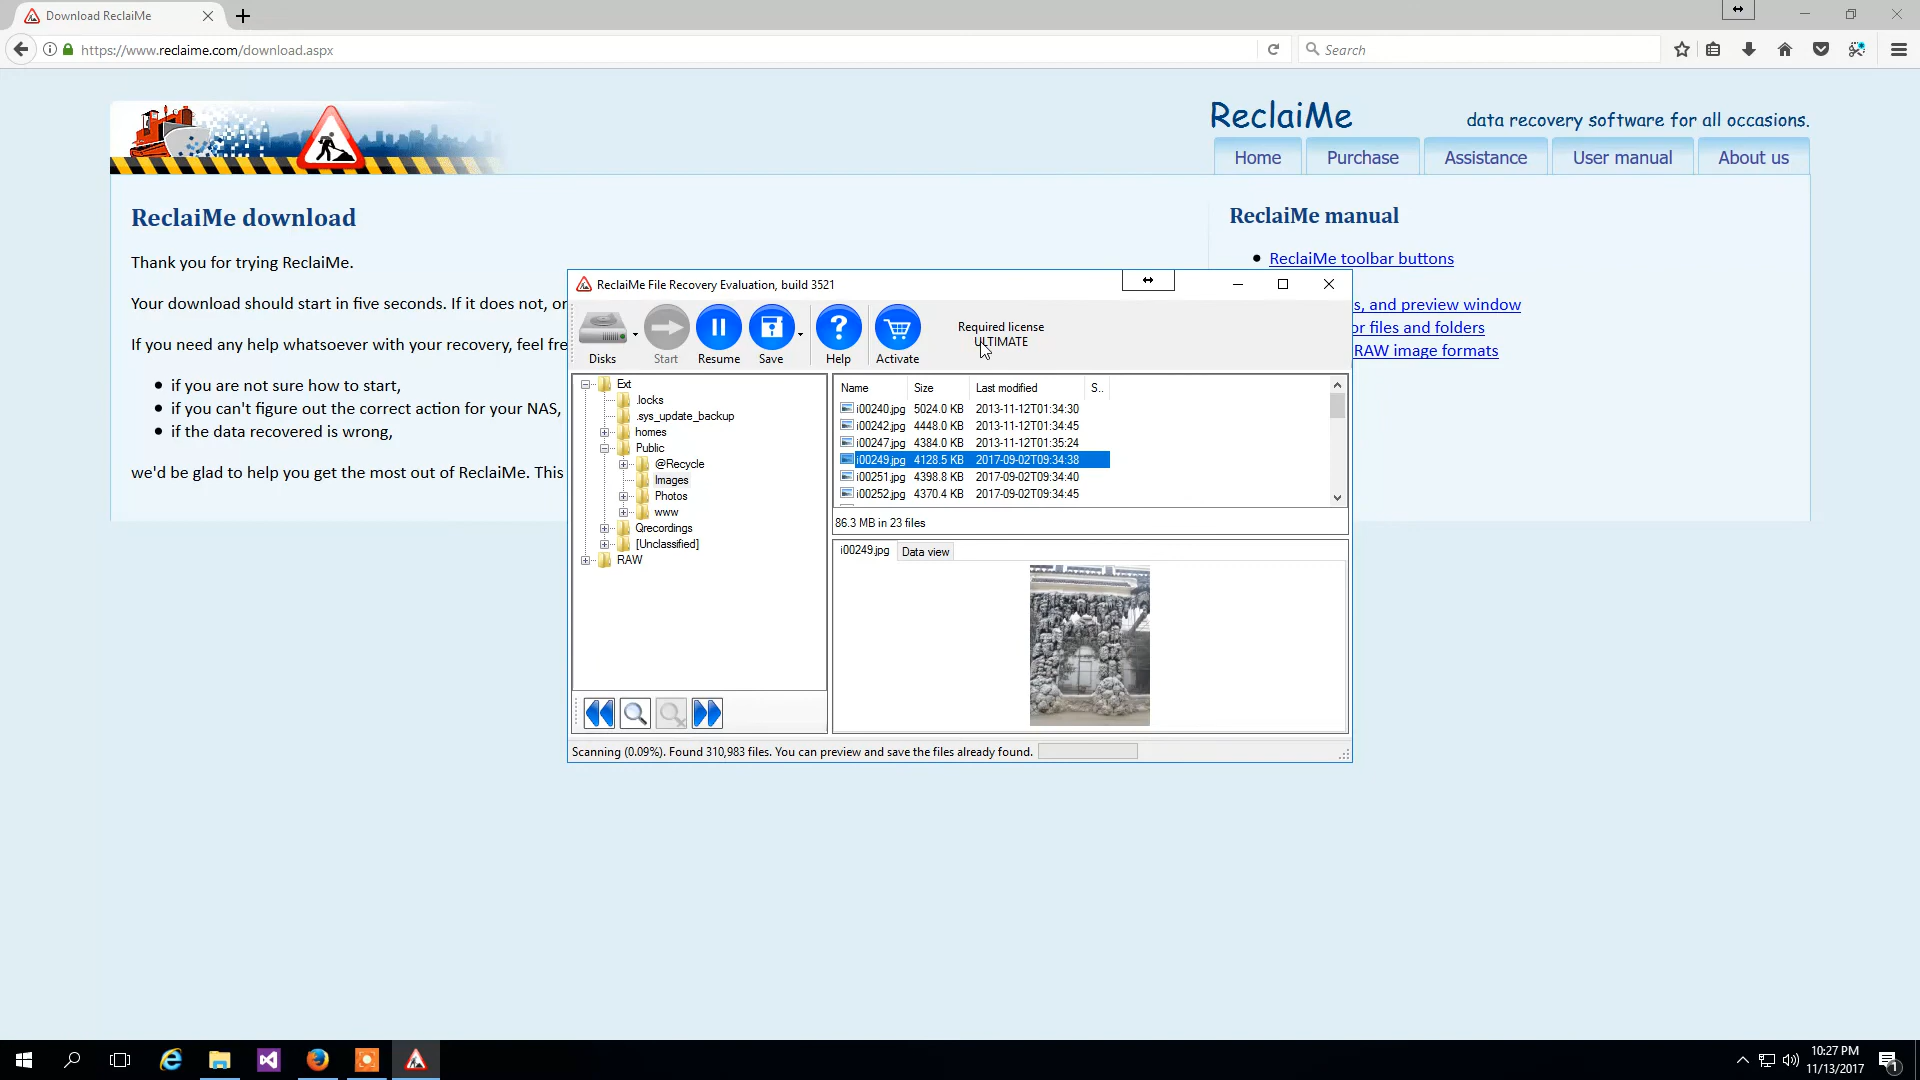 Download ReclaiMe
https://www.reclaime.com/download.aspx
Search
ReclaiMe
data recovery software for all occasions.
Home
Purchase
Assistance
User manual
About us
ReclaiMe download
Thank you for trying ReclaiMe.
Your download should start in five seconds. If it does not, or
If you need any help whatsoever with your recovery, feel fre
if you are not sure how to start,
if you can't figure out the correct action for your NAS,
if the data recovered is wrong,
we'd be glad to help you get the most out of ReclaiMe. This
ReclaiMe manual
ReclaiMe toolbar buttons
s, and preview window
or files and folders
RAW image formats
ReclaiMe File Recovery Evaluation, build 3521
Disks
Start
Resume
Save
Help
Activate
Required license
ULTIMATE
Ext
.locks
.sys_update_backup
homes
Public
@Recycle
Images
Photos
www
Qrecordings
[Unclassified]
RAW
Name Size Last modified S..
i00240.jpg 5024.0 KB 2013-11-12T01:34:30
i00242.jpg 4448.0 KB 2013-11-12T01:34:45
i00247.jpg 4384.0 KB 2013-11-12T01:35:24
i00249.jpg 4128.5 KB 2017-09-02T09:34:38
i00251.jpg 4398.8 KB 2017-09-02T09:34:40
i00252.jpg 4370.4 KB 2017-09-02T09:34:45
86.3 MB in 23 files
i00249.jpg
Data view
Scanning (0.09%). Found 310,983 files. You can preview and save the files already found.
10:27 PM
11/13/2017
1